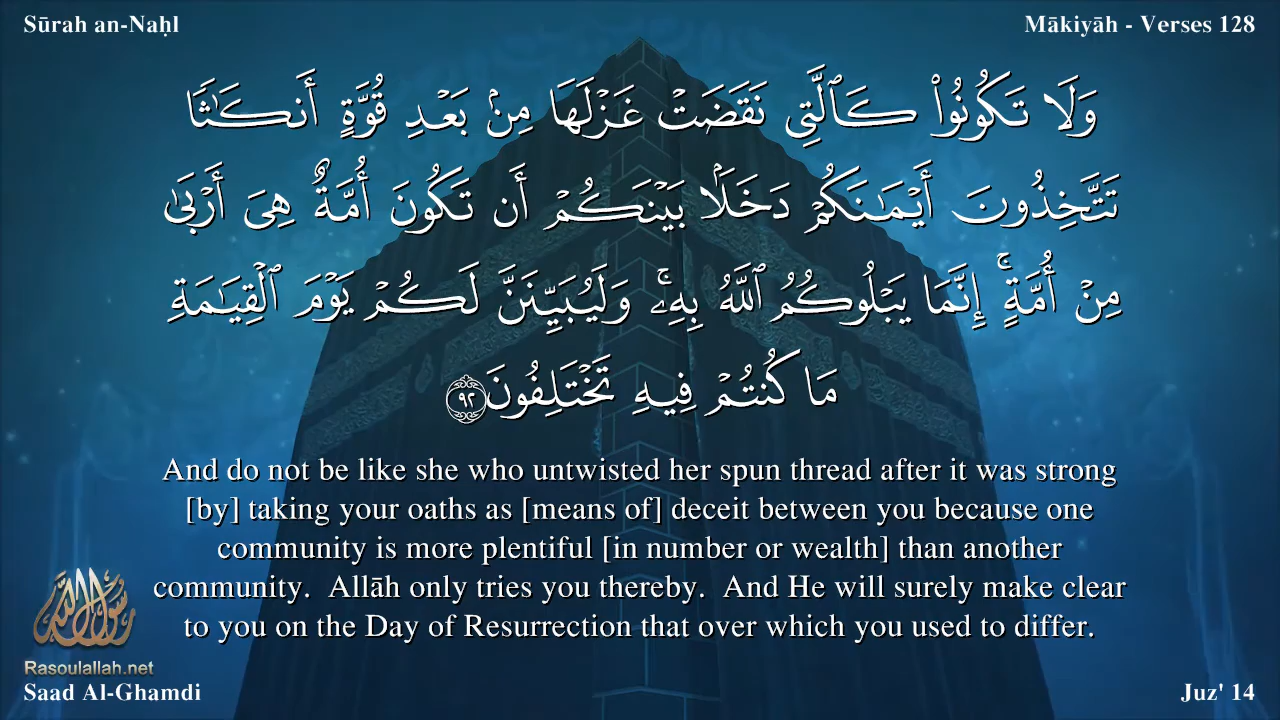 Sūrah an-Naḥl
Mākiyāh - Verses 128
وَلَا تَكُونُوا۟ كَٱلَّتِى نَقَضَتْ غَزْلَهَا مِنۢ بَعْدِ قُوَّةٍ أَنكَـٰثًا
تَتَّخِذُونَ أَيْمَـٰنَكُمْ دَخَلًۢا بَيْنَكُمْ أَن تَكُونَ أُمَّةٌ هِىَ أَرْبَىٰ
مِنْ أُمَّةٍ ۚ إِنَّمَا يَبْلُوكُمُ ٱللَّهُ بِهِۦ ۚ وَلَيُبَيِّنَنَّ لَكُمْ يَوْمَ ٱلْقِيَـٰمَةِ
مَا كُنتُمْ فِيهِ تَخْتَلِفُونَ ٩٢
And do not be like she who untwisted her spun thread after it was strong
[by] taking your oaths as [means of] deceit between you because one
community is more plentiful [in number or wealth] than another
community.  Allāh only tries you thereby.  And He will surely make clear
to you on the Day of Resurrection that over which you used to differ.
رسول الله
Rasoulallah.net
Saad Al-Ghamdi
Juz' 14